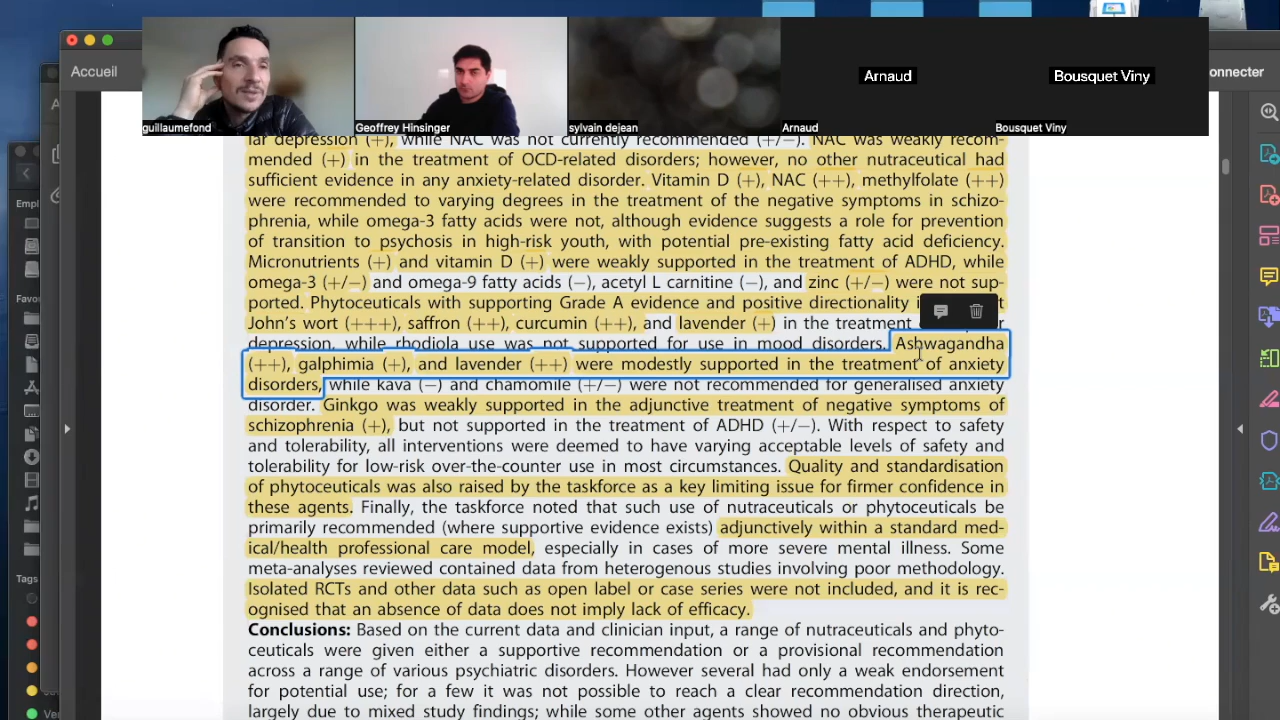 Accueil
onnecter
guillaumefond
Geoffrey Hinsinger
sylvain dejean
Arnaud
Arnaud
Bousquet Viny
Bousquet Viny
Empl
Favor
Tags
lar depression (+), while NAC was not currently recommended (+/−). NAC was weakly recom-
mended (+) in the treatment of OCD-related disorders; however, no other nutraceutical had
sufficient evidence in any anxiety-related disorder. Vitamin D (+), NAC (++), methylfolate (++)
were recommended to varying degrees in the treatment of the negative symptoms in schizo-
phrenia, while omega-3 fatty acids were not, although evidence suggests a role for prevention
of transition to psychosis in high-risk youth, with potential pre-existing fatty acid deficiency.
Micronutrients (+) and vitamin D (+) were weakly supported in the treatment of ADHD, while
omega-3 (+/−) and omega-9 fatty acids (−), acetyl L carnitine (−), and zinc (+/−) were not sup-
ported. Phytoceuticals with supporting Grade A evidence and positive directionality i t
John's wort (+++), saffron (++), curcumin (++), and lavender (+) in the treatment r
depression, while rhodiola use was not supported for use in mood disorders. Ashwagandha
(++), galphimia (+), and lavender (++) were modestly supported in the treatment of anxiety
disorders, while kava (−) and chamomile (+/−) were not recommended for generalised anxiety
disorder. Ginkgo was weakly supported in the adjunctive treatment of negative symptoms of
schizophrenia (+), but not supported in the treatment of ADHD (+/−). With respect to safety
and tolerability, all interventions were deemed to have varying acceptable levels of safety and
tolerability for low-risk over-the-counter use in most circumstances. Quality and standardisation
of phytoceuticals was also raised by the taskforce as a key limiting issue for firmer confidence in
these agents. Finally, the taskforce noted that such use of nutraceuticals or phytoceuticals be
primarily recommended (where supportive evidence exists) adjunctively within a standard med-
ical/health professional care model, especially in cases of more severe mental illness. Some
meta-analyses reviewed contained data from heterogenous studies involving poor methodology.
Isolated RCTs and other data such as open label or case series were not included, and it is rec-
ognised that an absence of data does not imply lack of efficacy.
Conclusions: Based on the current data and clinician input, a range of nutraceuticals and phyto-
ceuticals were given either a supportive recommendation or a provisional recommendation
across a range of various psychiatric disorders. However several had only a weak endorsement
for potential use; for a few it was not possible to reach a clear recommendation direction,
largely due to mixed study findings; while some other agents showed no obvious therapeutic